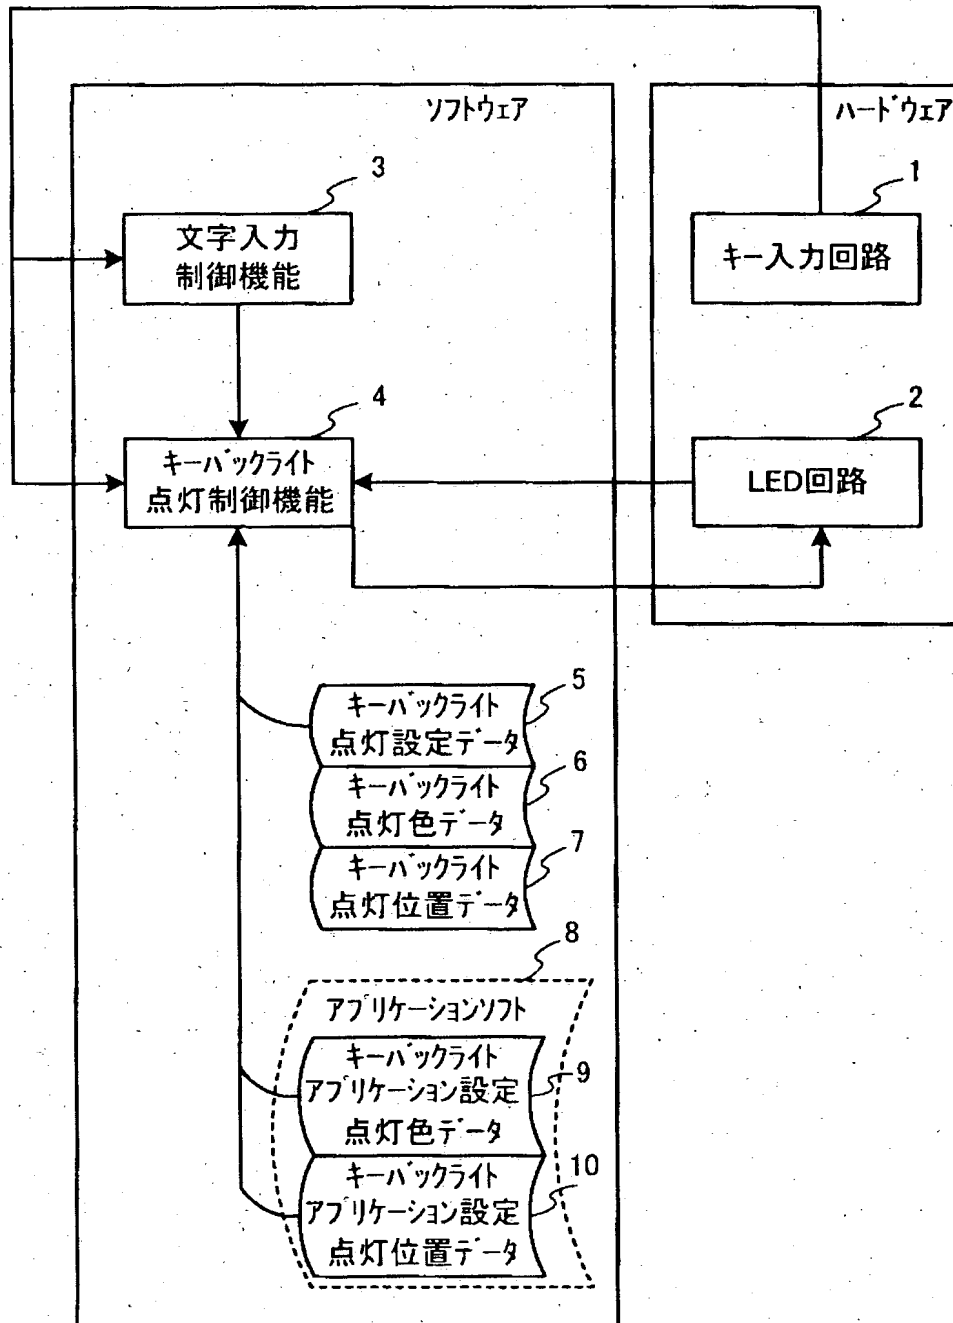 ソフトウェア
ハードウェア
3
文字入力
制御機能
1
キー入力回路
4
キーバックライト
点灯制御機能
2
LED回路
5
キーバックライト
点灯設定データ
6
キーバックライト
点灯色データ
7
キーバックライト
点灯位置データ
8
アプリケーションソフト
キーバックライト
アプリケーション設定
点灯色データ
9
キーバックライト
アプリケーション設定
点灯位置データ
10